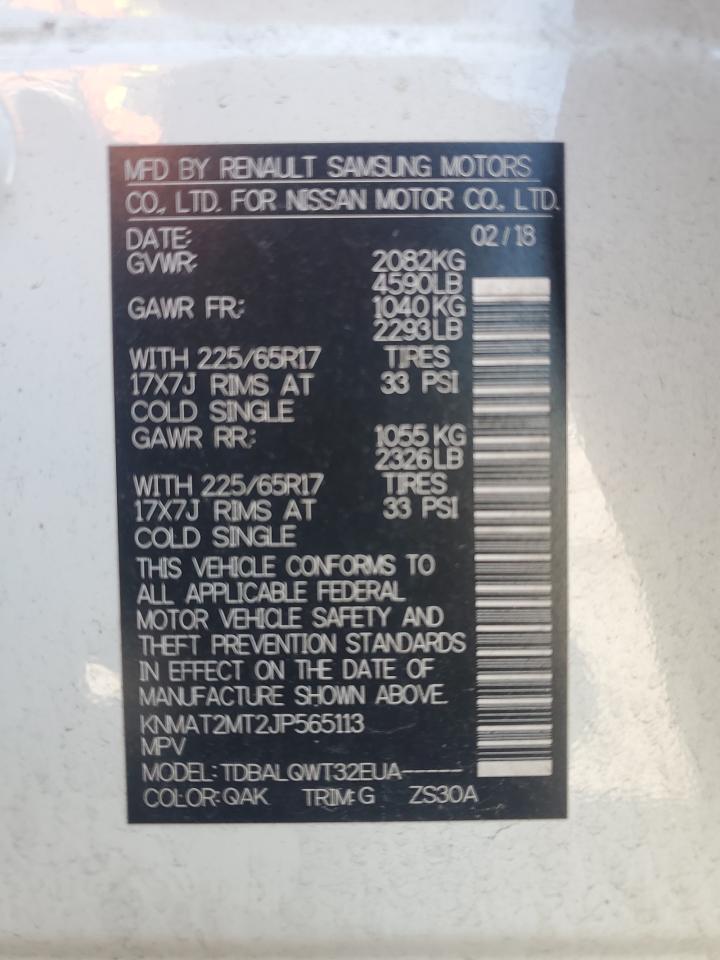 MFD BY RENAULT SAMSUNG MOTORS
CO., LTD. FOR NISSAN MOTOR CO., LTD.
DATE: 02/18
GVWR: 2082KG
4590LB
GAWR FR: 1040KG
2293LB
WITH 225/65R17 TIRES
17X7J RIMS AT 33 PSI
COLD SINGLE
GAWR RR: 1055KG
2326LB
WITH 225/65R17 TIRES
17X7J RIMS AT 33 PSI
COLD SINGLE
THIS VEHICLE CONFORMS TO
ALL APPLICABLE FEDERAL
MOTOR VEHICLE SAFETY AND
THEFT PREVENTION STANDARDS
IN EFFECT ON THE DATE OF
MANUFACTURE SHOWN ABOVE.
KNMAT2MT2JP565113
MPV
MODEL: TDBALQWT32EUA-----
COLOR: QAK TRIM: G ZS30A